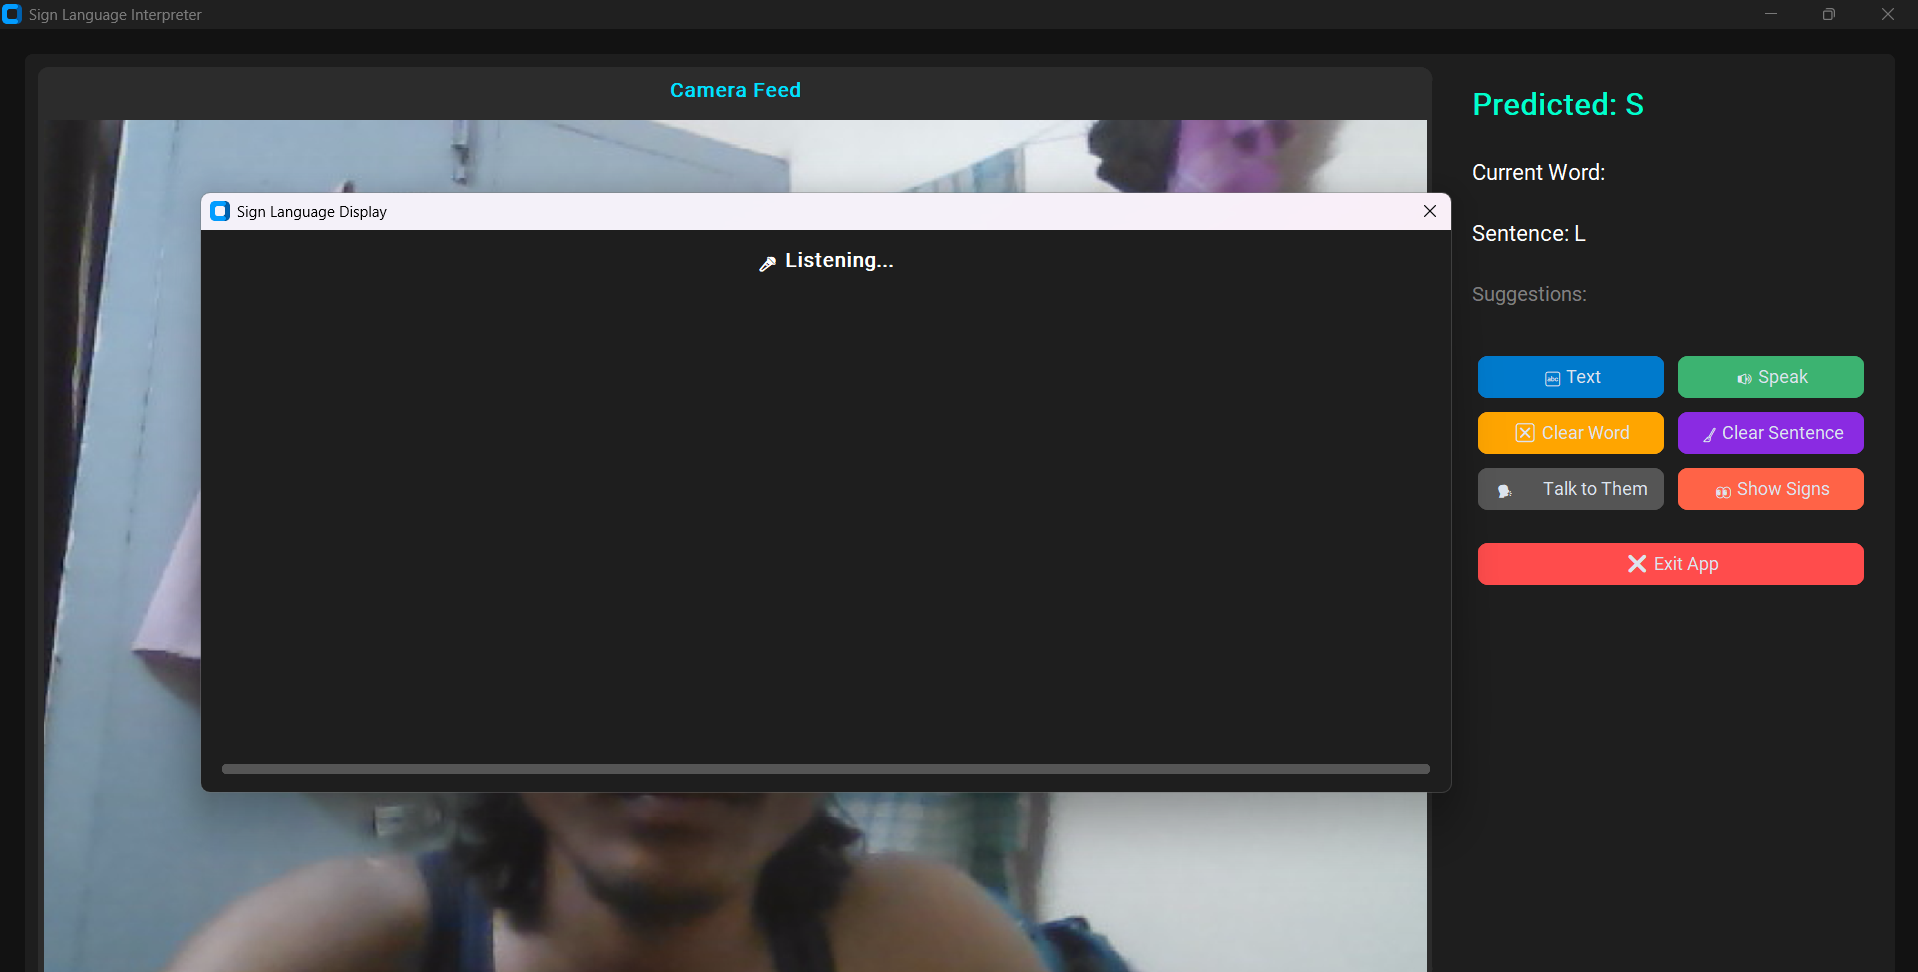 Sign Language Interpreter
Camera Feed
Predicted: S
Current Word:
Sign Language Display
Sentence: L
Listening...
Suggestions:
abc Text
Speak
Clear Word
Clear Sentence
Talk to Them
Show Signs
Exit App